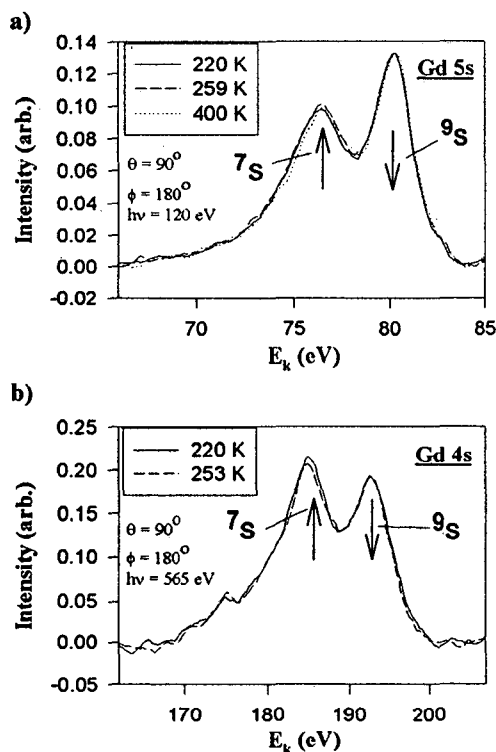 a)
0.14
0.12
0.10
0.08
0.06
0.04
0.02
0.00
-0.02
Intensity (arb.)
220 K
259 K
400 K
Gd 5s
⁷S
⁹S
θ = 90°
ϕ = 180°
hν = 120 eV
70 75 80 85
Eₖ (eV)
b)
0.25
0.20
0.15
0.10
0.05
0.00
-0.05
Intensity (arb.)
220 K
253 K
Gd 4s
⁷S
⁹S
θ = 90°
ϕ = 180°
hν = 565 eV
170 180 190 200
Eₖ (eV)